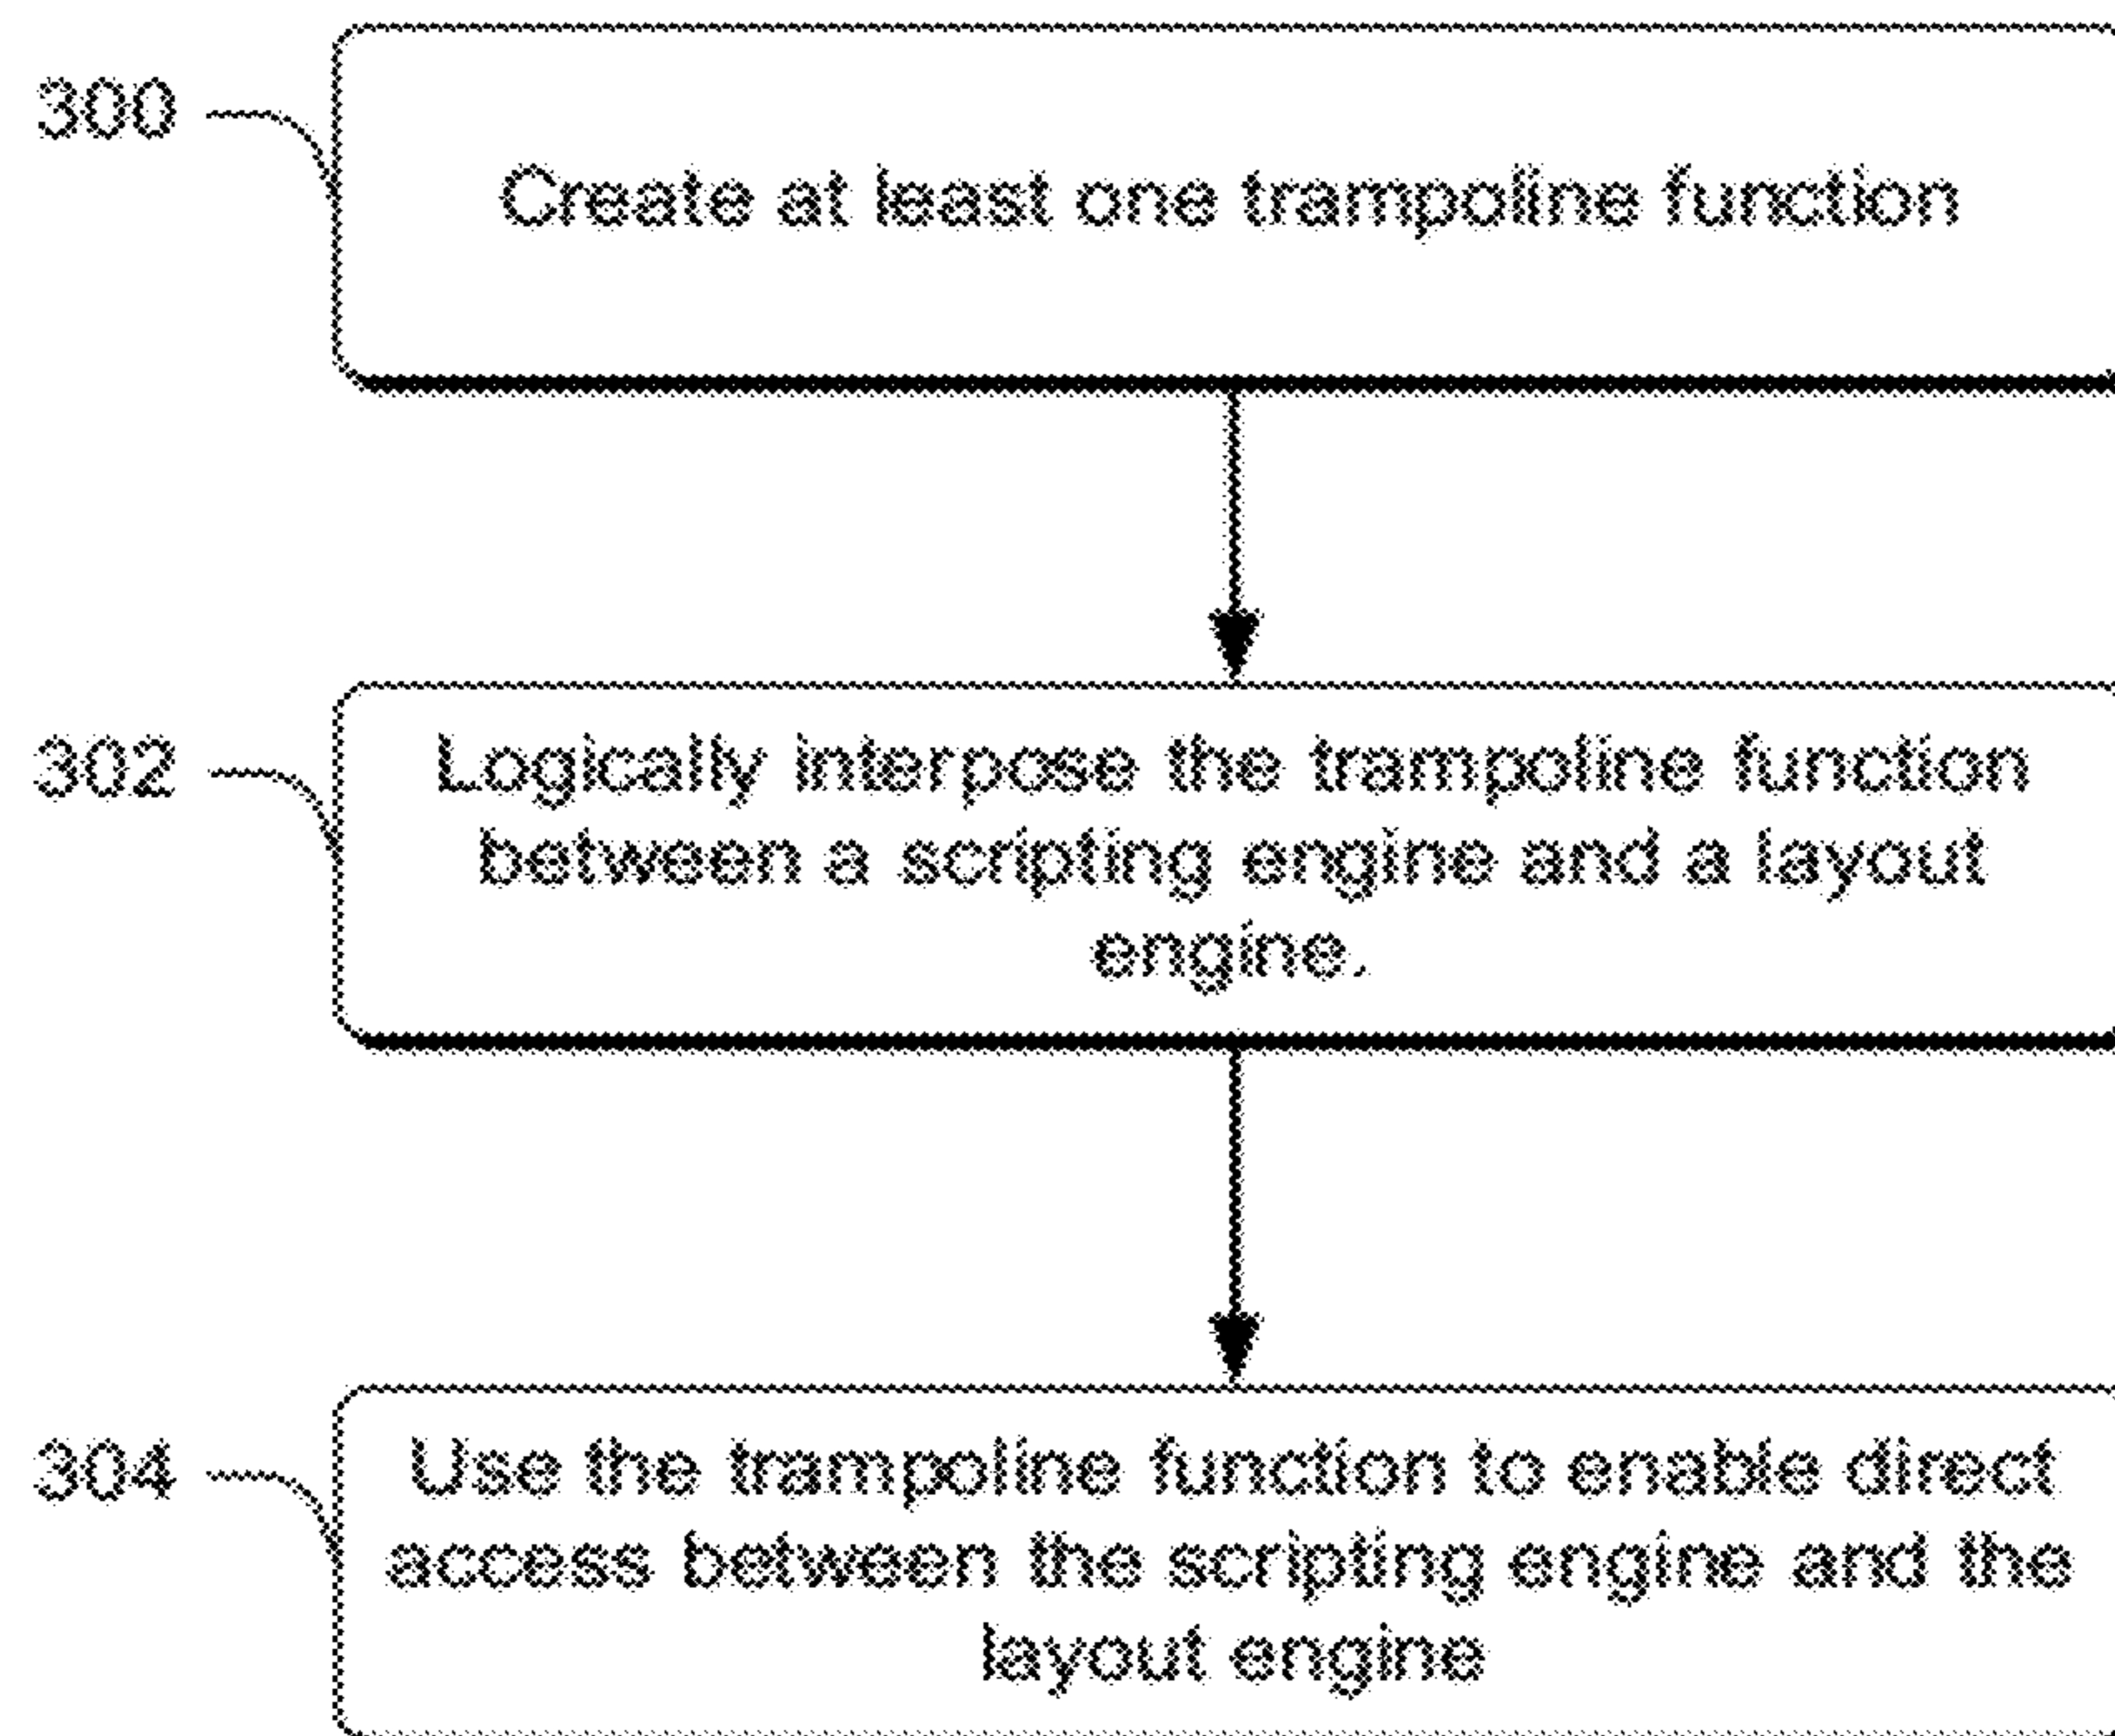 300
Create at least one trampoline function
302
Logically interpose the trampoline function
between a scripting engine and a layout
engine.
304
Use the trampoline function to enable direct
access between the scripting engine and the
layout engine